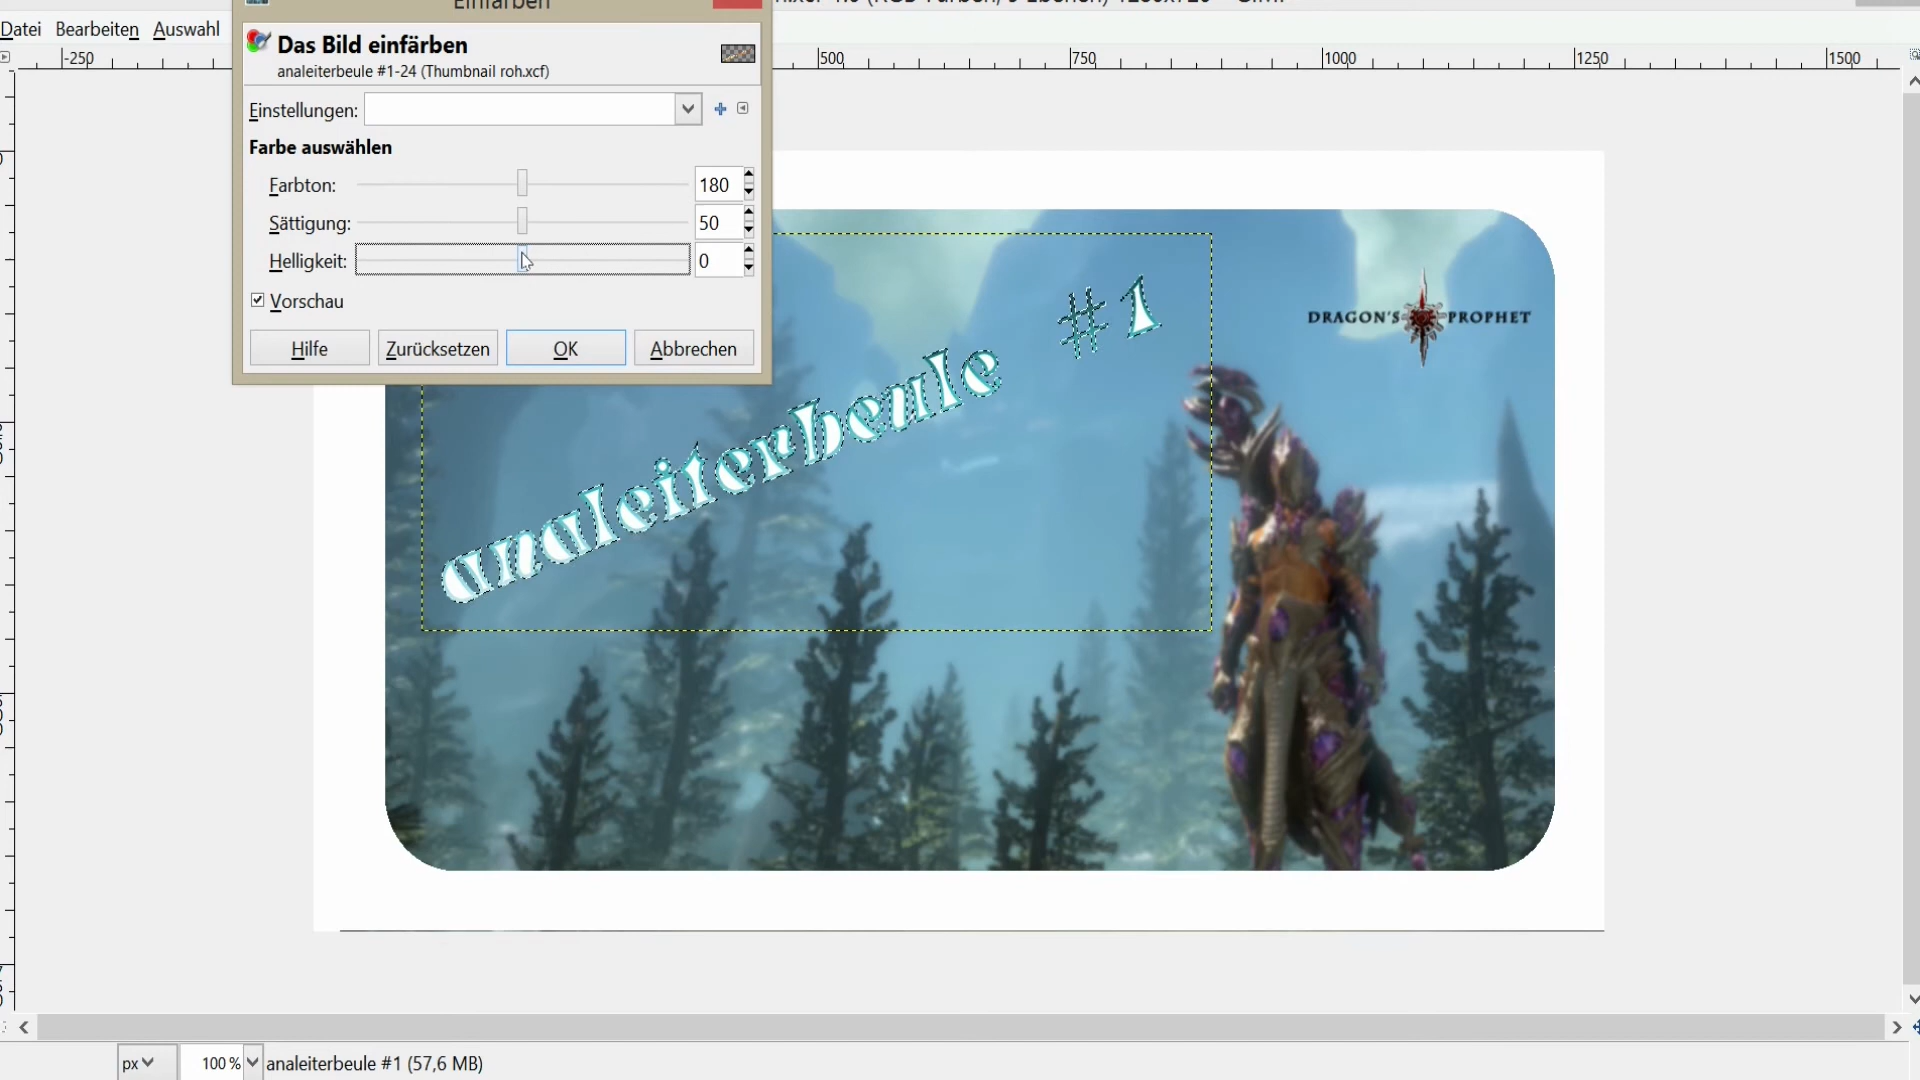 Einfärben
Datei Bearbeiten Auswahl
Das Bild einfärben
analeiterbeule #1-24 (Thumbnail roh.xcf)
-250 500 750 1000 1250 1500
Einstellungen:
Farbe auswählen
Farbton: 180
Sättigung: 50
Helligkeit: 0
Vorschau
Hilfe Zurücksetzen OK Abbrechen
#1
DRAGON'S PROPHET
analeiterbeule
px 100 % analeiterbeule #1 (57,6 MB)